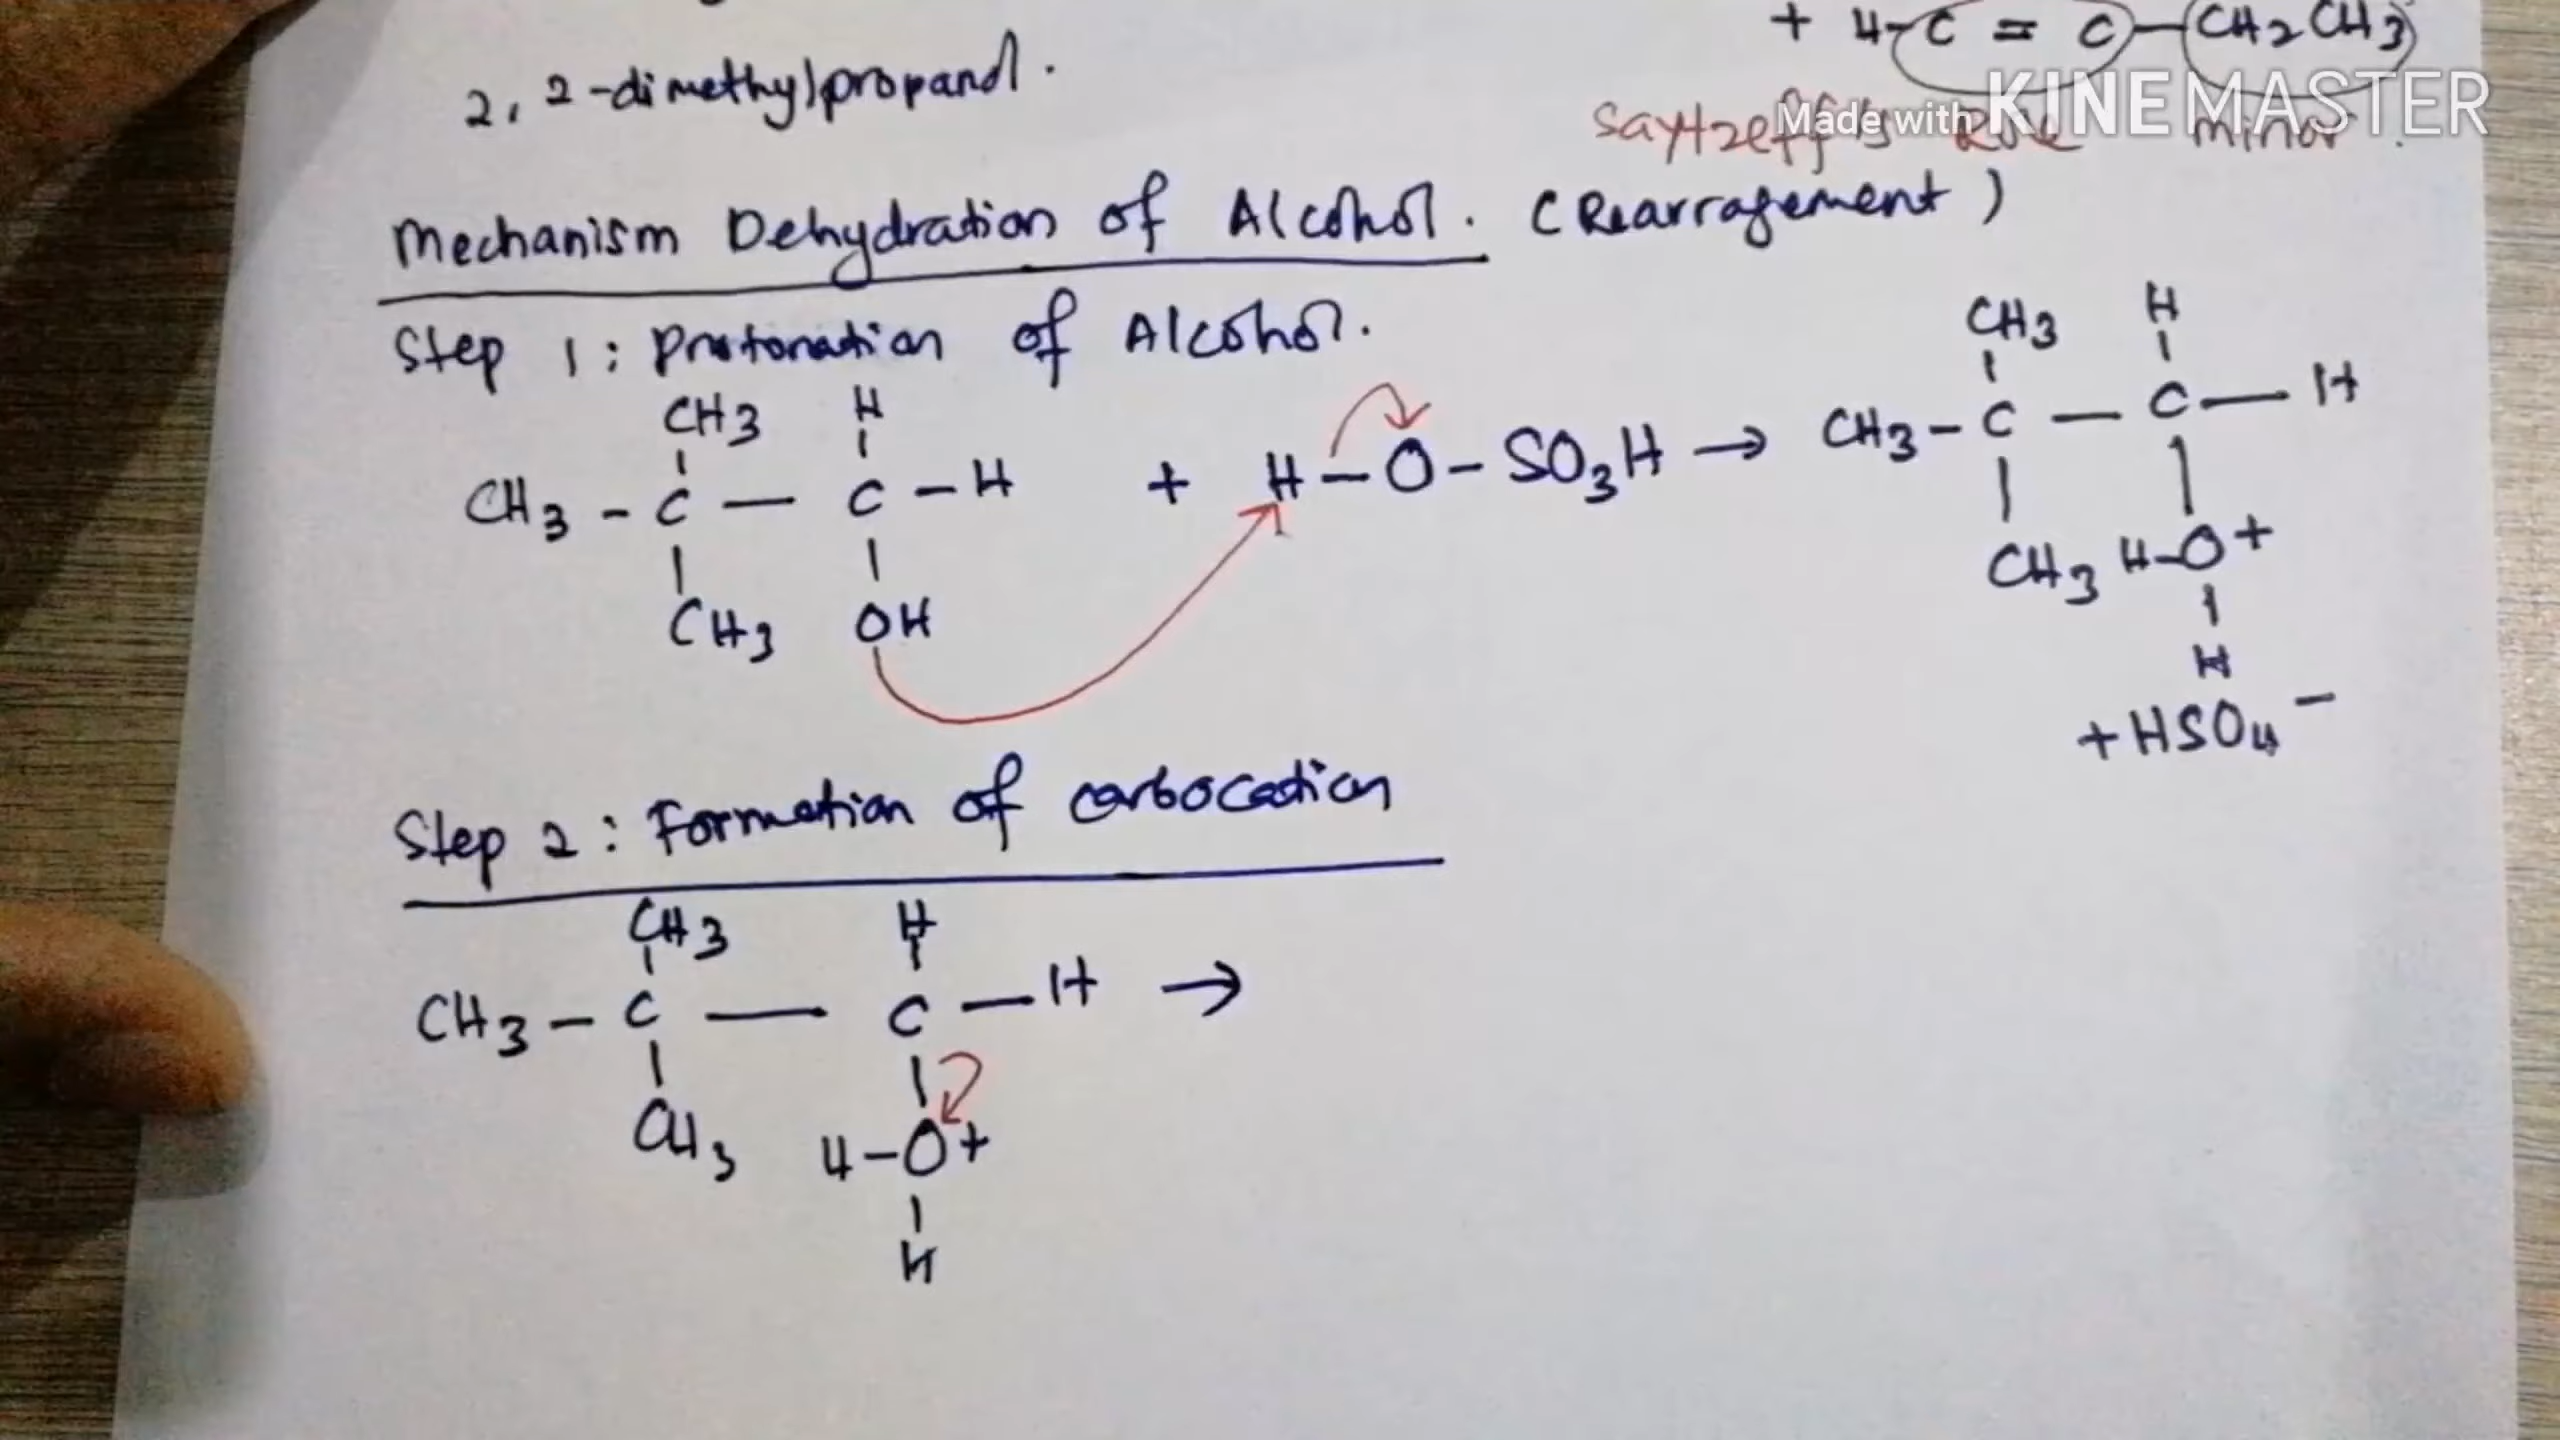 + H-C = C-CH2CH3
2, 2-dimethylpropanol.
Made with KINEMASTER
Saytzeff's Rule minor.
Mechanism Dehydration of Alcohol. (Rearragement)
Step 1: Protonation of Alcohol.
CH3 H
CH3 - C — C - H + H - O - SO3H →
CH3 OH
CH3 H
CH3 - C — C — H
CH3 H-O+
H
+ HSO4-
Step 2: Formation of carbocation
CH3 H
CH3 - C — C — H →
CH3 H-O+
H